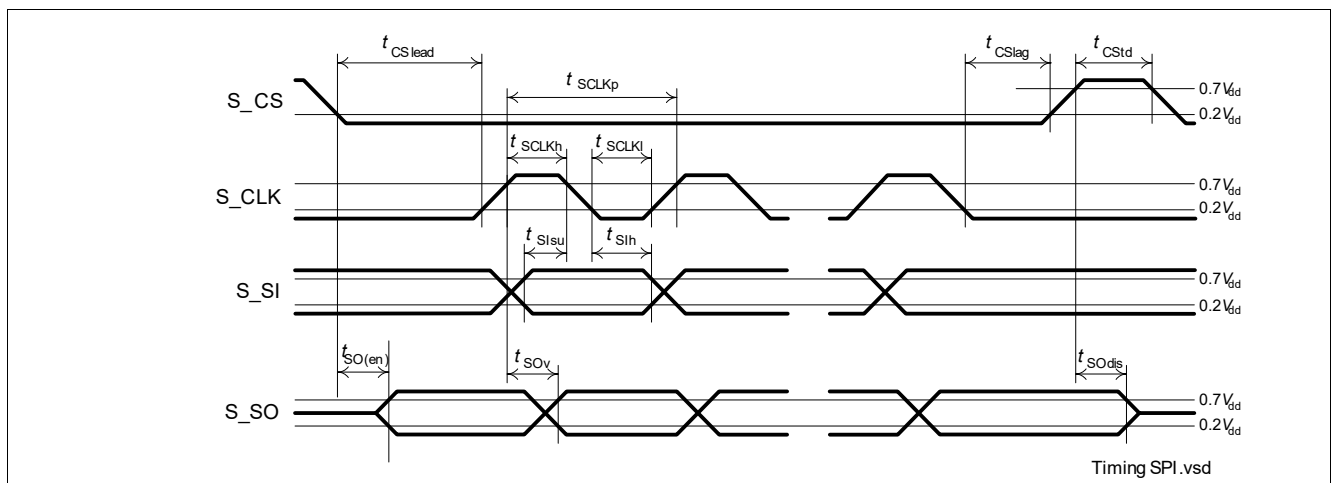 t CSlead
t CSlag
t CStd
t SCLKp
S_CS
0.7Vdd
0.2Vdd
t SCLKh
t SCLKl
S_CLK
0.7Vdd
0.2Vdd
t SIsu
t SIh
S_SI
0.7Vdd
0.2Vdd
t SO(en)
t SOv
t SOdis
S_SO
0.7Vdd
0.2Vdd
Timing SPI.vsd